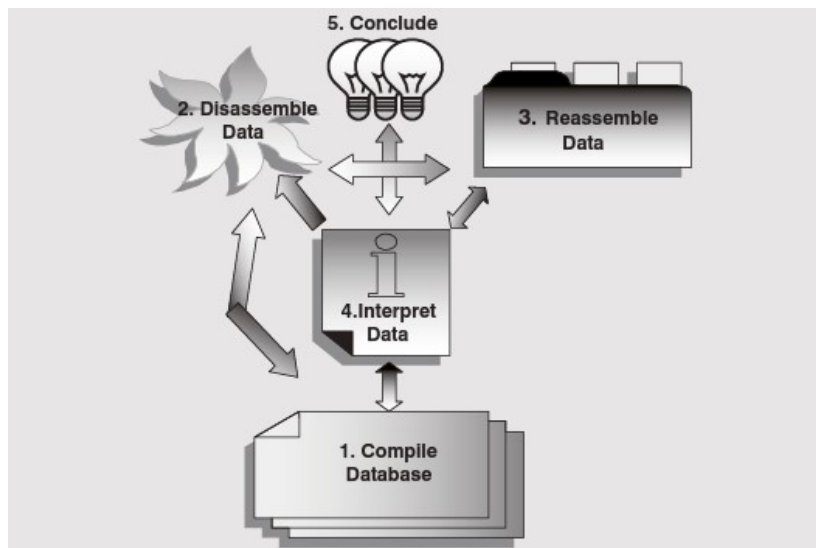 5. Conclude
2. Disassemble
Data
3. Reassemble
Data
4.Interpret
Data
1. Compile
Database